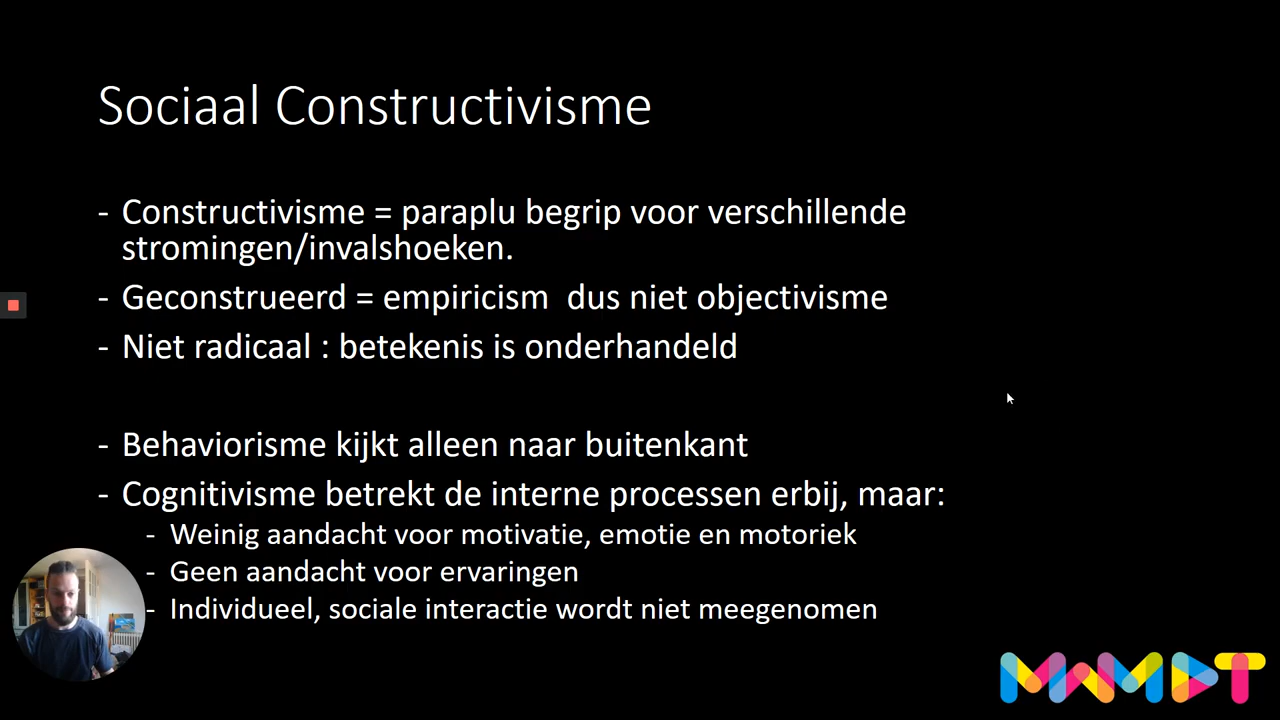 Sociaal Constructivisme
- Constructivisme = paraplu begrip voor verschillende
stromingen/invalshoeken.
- Geconstrueerd = empiricism  dus niet objectivisme
- Niet radicaal : betekenis is onderhandeld
- Behaviorisme kijkt alleen naar buitenkant
- Cognitivisme betrekt de interne processen erbij, maar:
- Weinig aandacht voor motivatie, emotie en motoriek
- Geen aandacht voor ervaringen
- Individueel, sociale interactie wordt niet meegenomen
MAMDT